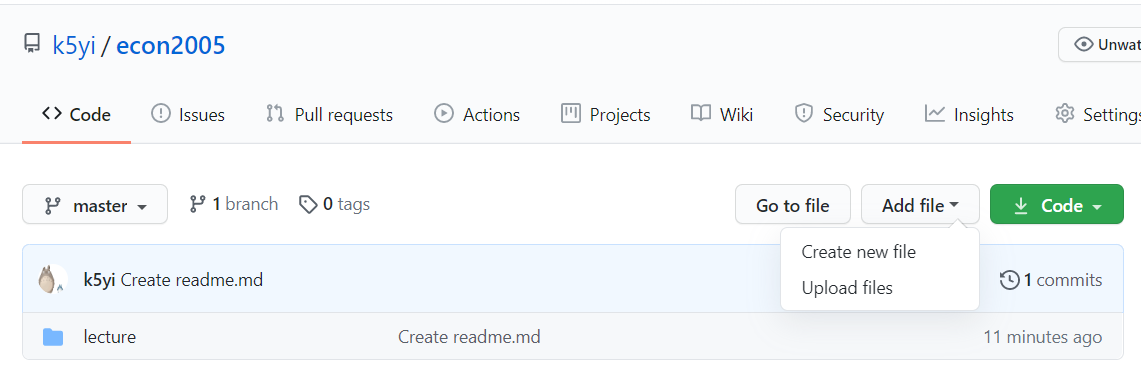 k5yi / econ2005
Unwat
Code Issues Pull requests Actions Projects Wiki Security Insights Settings
master 1 branch 0 tags Go to file Add file Code
Create new file
k5yi Create readme.md 1 commits
Upload files
lecture Create readme.md 11 minutes ago